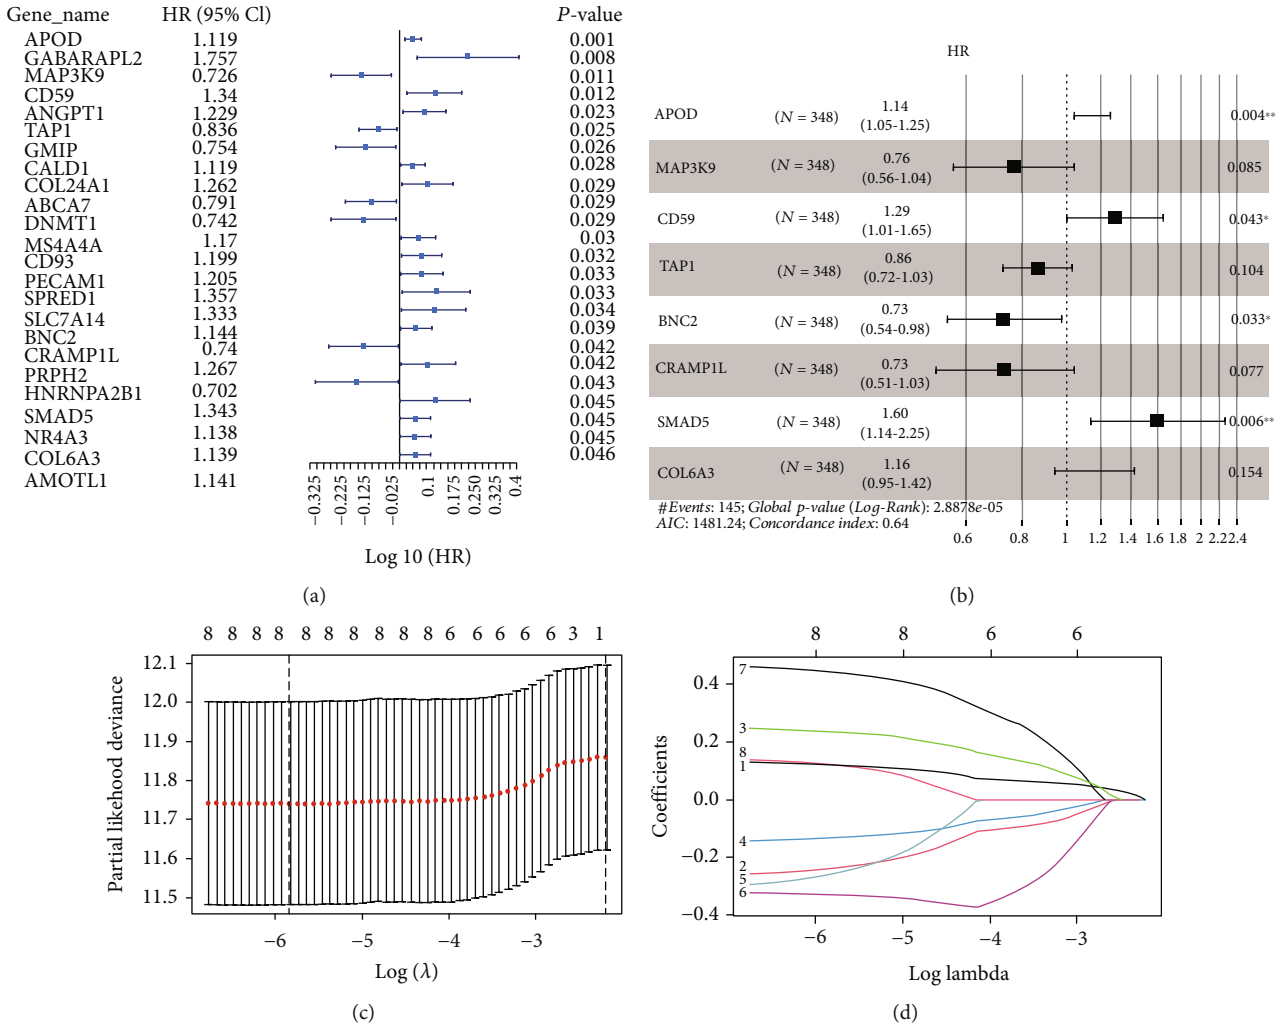 Gene_name HR (95% Cl) P-value
APOD 1.119 0.001
GABARAPL2 1.757 0.008
MAP3K9 0.726 0.011
CD59 1.34 0.012
ANGPT1 1.229 0.023
TAP1 0.836 0.025
GMIP 0.754 0.026
CALD1 1.119 0.028
COL24A1 1.262 0.029
ABCA7 0.791 0.029
DNMT1 0.742 0.029
MS4A4A 1.17 0.03
CD93 1.199 0.032
PECAM1 1.205 0.033
SPRED1 1.357 0.033
SLC7A14 1.333 0.034
BNC2 1.144 0.039
CRAMP1L 0.74 0.042
PRPH2 1.267 0.042
HNRNPA2B1 0.702 0.043
SMAD5 1.343 0.045
NR4A3 1.138 0.045
COL6A3 1.139 0.045
AMOTL1 1.141 0.046
−0.325 −0.225 −0.125 −0.025 0.1 0.175 0.250 0.325 0.4
Log 10 (HR)
(a)
HR
APOD (N = 348) 1.14 0.004**
(1.05-1.25)
MAP3K9 (N = 348) 0.76 0.085
(0.56-1.04)
CD59 (N = 348) 1.29 0.043*
(1.01-1.65)
TAP1 (N = 348) 0.86 0.104
(0.72-1.03)
BNC2 (N = 348) 0.73 0.033*
(0.54-0.98)
CRAMP1L (N = 348) 0.73 0.077
(0.51-1.03)
SMAD5 (N = 348) 1.60 0.006**
(1.14-2.25)
COL6A3 (N = 348) 1.16 0.154
(0.95-1.42)
#Events: 145; Global p-value (Log-Rank): 2.8878e-05
AIC: 1481.24; Concordance index: 0.64
0.6 0.8 1 1.2 1.4 1.6 1.8 2 2.2 2.4
(b)
8 8 8 8 8 8 8 8 8 8 6 6 6 6 6 3 1
12.1
12.0
11.9
11.8
11.7
11.6
11.5
Partial likehood deviance
−6 −5 −4 −3
Log (λ)
(c)
8 8 6 6
0.4
0.2
0.0
−0.2
−0.4
Coefficients
7
3
8
1
4
2
5
6
−6 −5 −4 −3
Log lambda
(d)